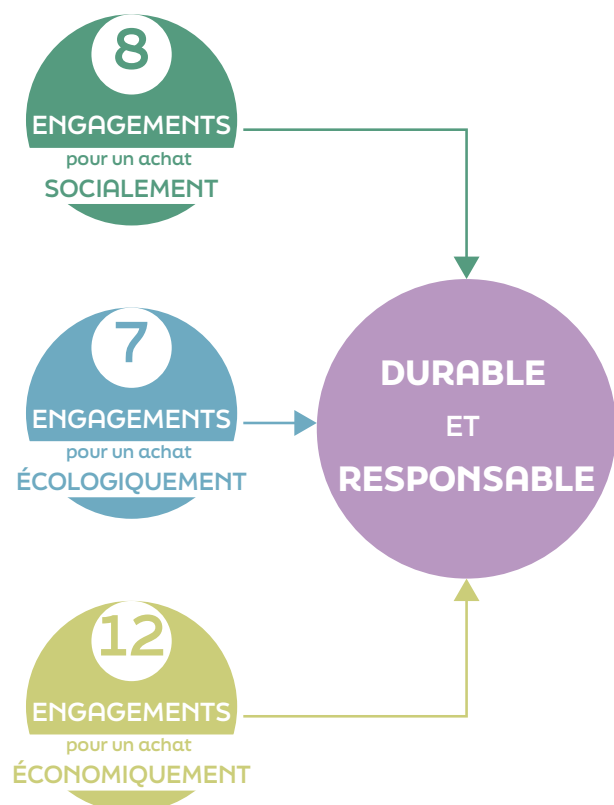 8
ENGAGEMENTS
pour un achat
SOCIALEMENT
7
ENGAGEMENTS
pour un achat
ÉCOLOGIQUEMENT
12
ENGAGEMENTS
pour un achat
ÉCONOMIQUEMENT
DURABLE
ET
RESPONSABLE